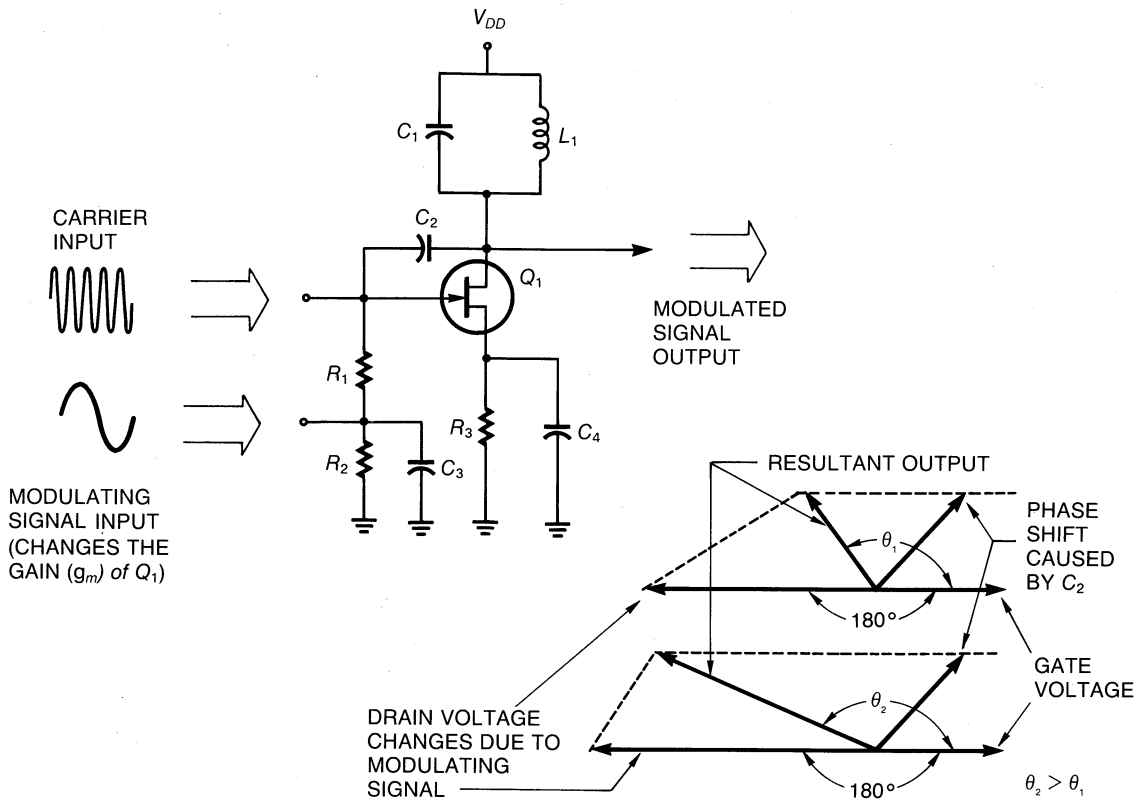 V_DD
C₁
L₁
CARRIER
INPUT
C₂
Q₁
MODULATED
SIGNAL
OUTPUT
R₁
R₂
C₃
R₃
C₄
MODULATING
SIGNAL INPUT
(CHANGES THE
GAIN (gₘ) of Q₁)
RESULTANT OUTPUT
θ₁
180°
PHASE
SHIFT
CAUSED
BY C₂
GATE
VOLTAGE
θ₂
180°
DRAIN VOLTAGE
CHANGES DUE TO
MODULATING
SIGNAL
θ₂ > θ₁